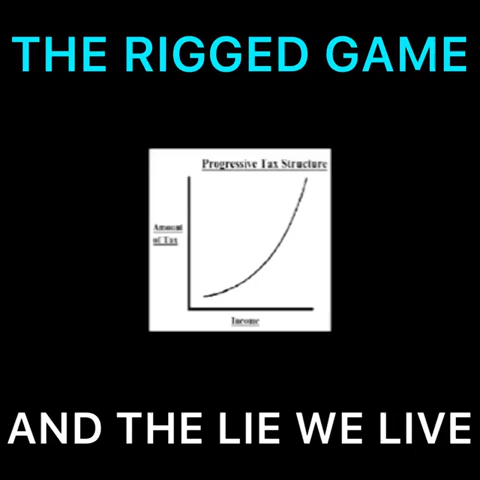 THE RIGGED GAME
Progressive Tax Structure
Amount
of Tax
Income
AND THE LIE WE LIVE